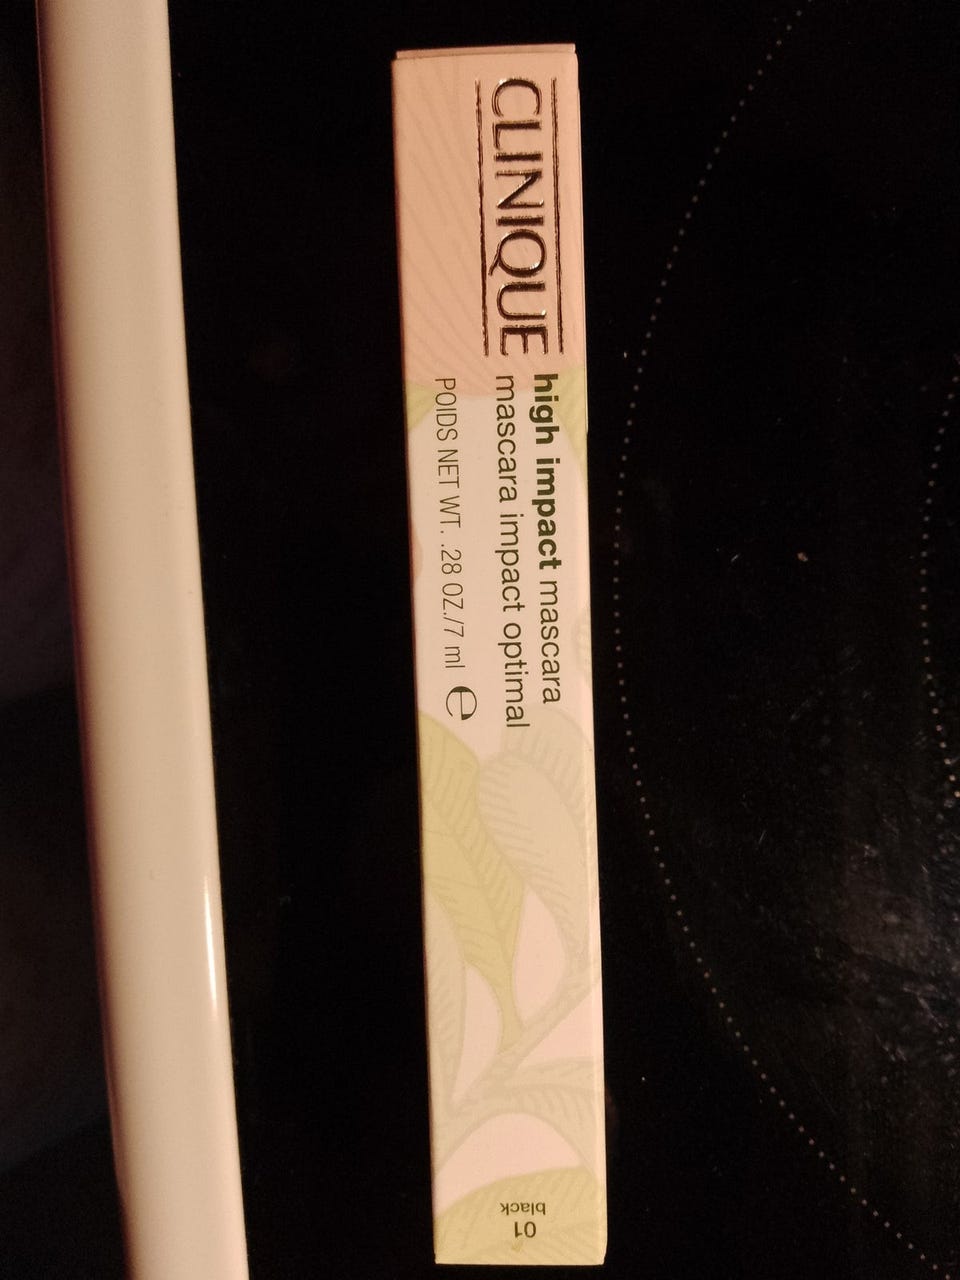 CLINIQUE
high impact mascara
mascara impact optimal
POIDS NET WT. .28 OZ./7 ml ℮
01
black